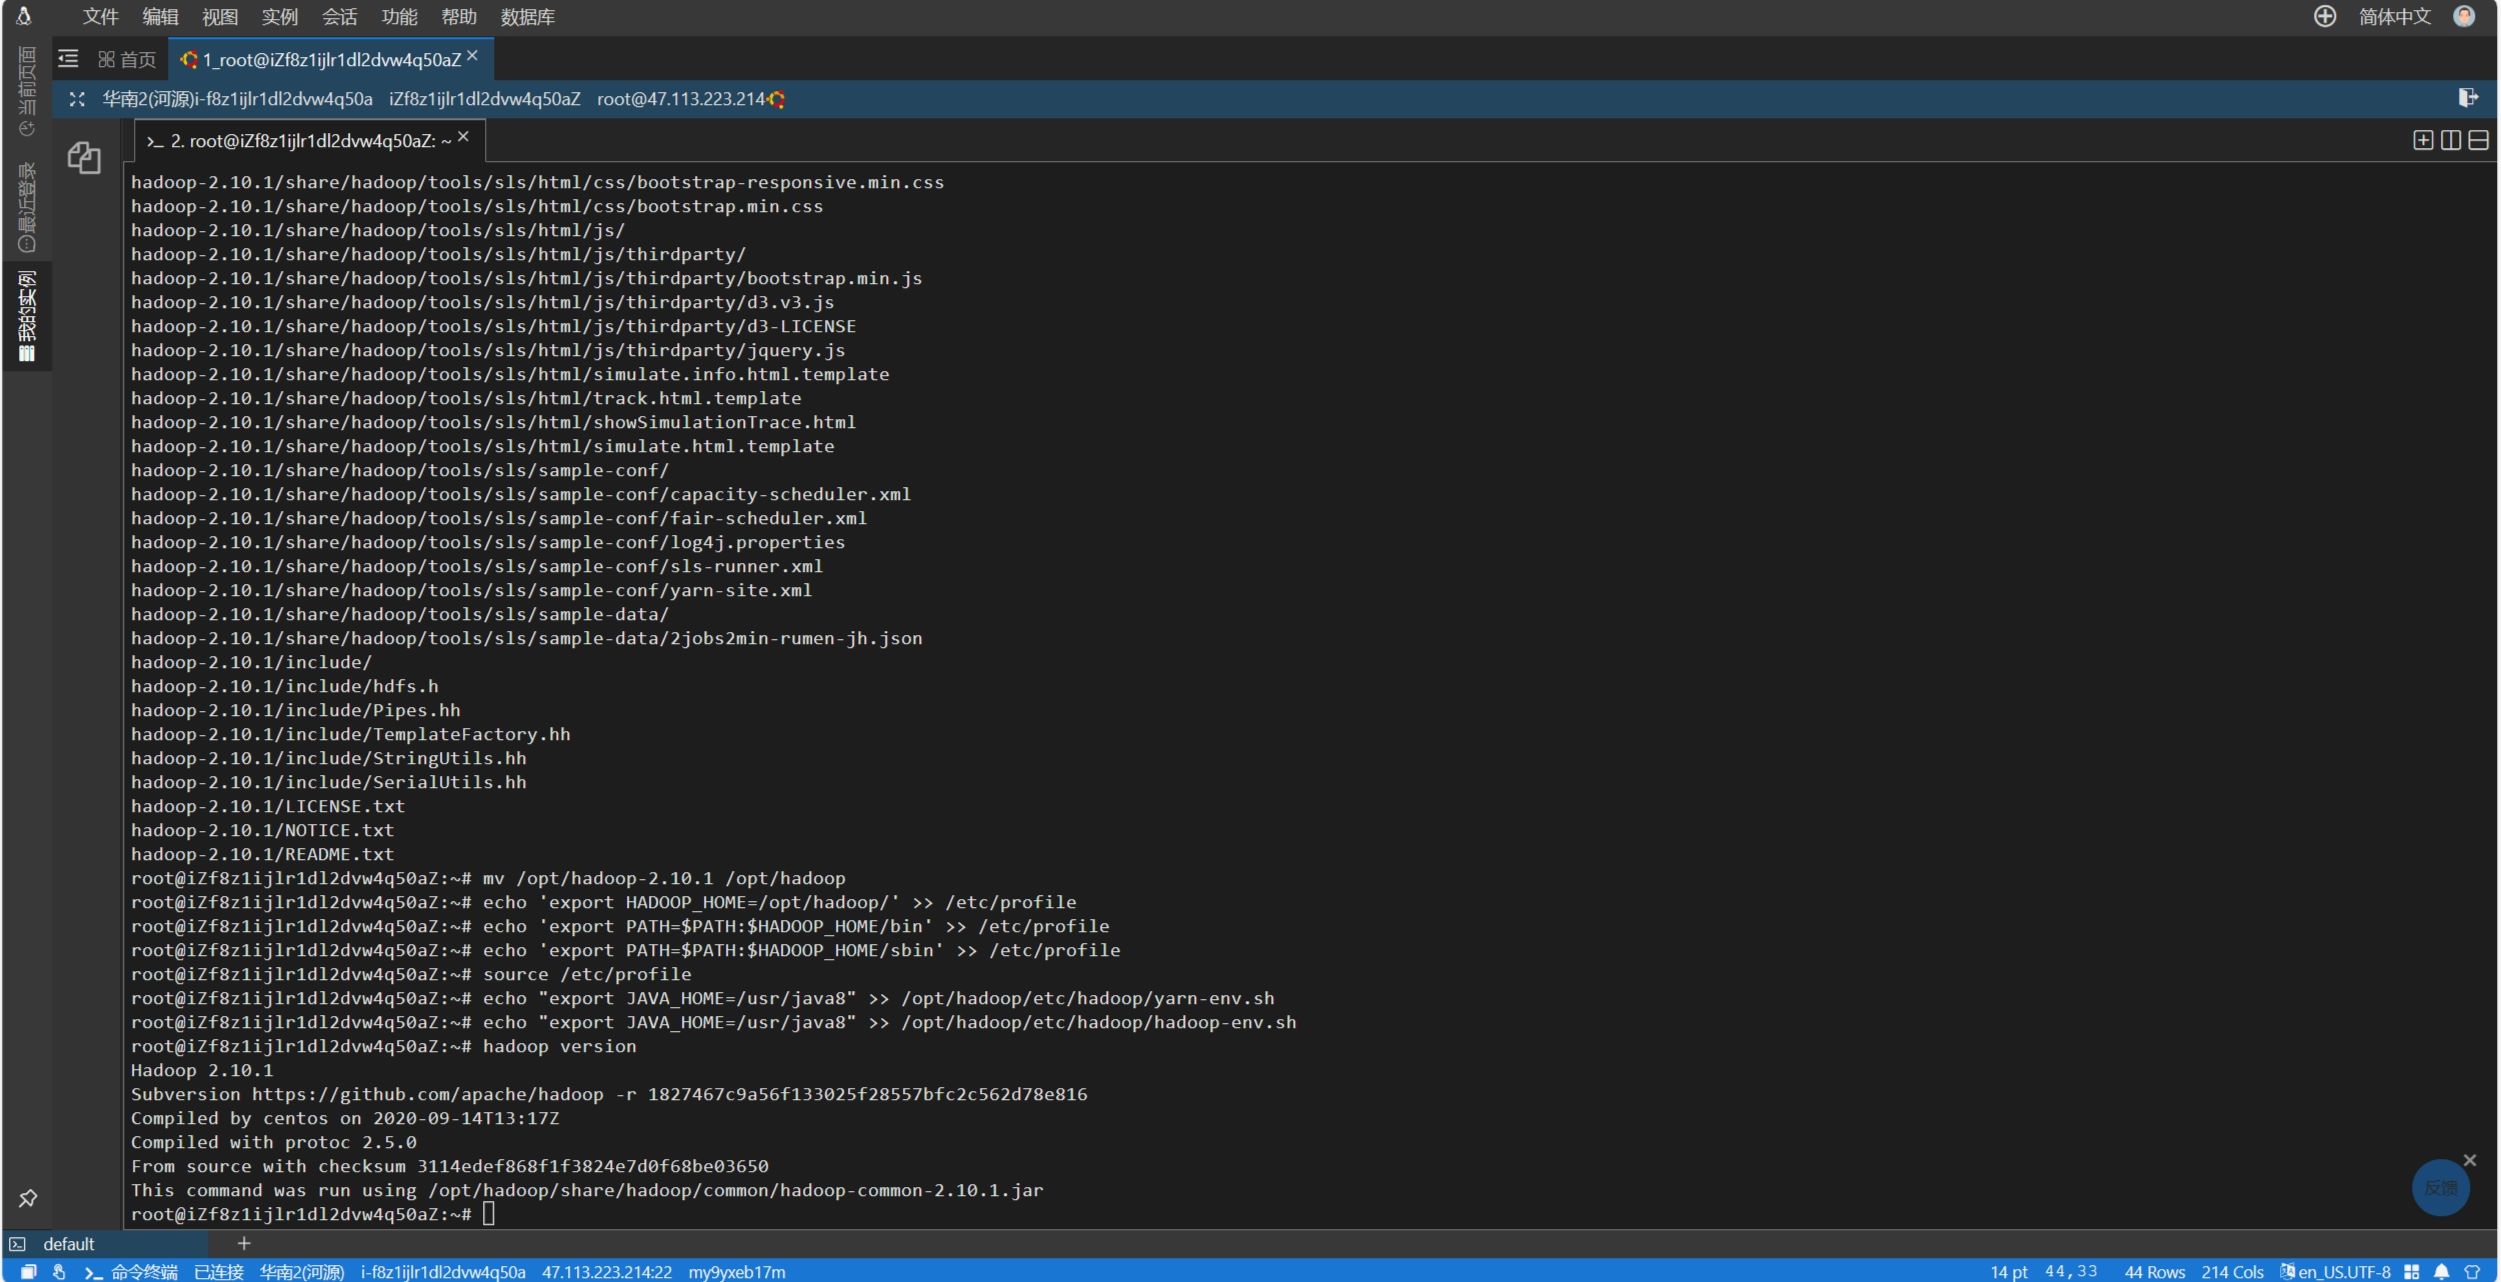 文件 编辑 视图 实例 会话 功能 帮助 数据库 简体中文
首页 1_root@iZf8z1ijlr1dl2dvw4q50aZ
华南2(河源)i-f8z1ijlr1dl2dvw4q50a iZf8z1ijlr1dl2dvw4q50aZ root@47.113.223.214
当前页面
最近登录
我的实例
>_ 2. root@iZf8z1ijlr1dl2dvw4q50aZ: ~
hadoop-2.10.1/share/hadoop/tools/sls/html/css/bootstrap-responsive.min.css
hadoop-2.10.1/share/hadoop/tools/sls/html/css/bootstrap.min.css
hadoop-2.10.1/share/hadoop/tools/sls/html/js/
hadoop-2.10.1/share/hadoop/tools/sls/html/js/thirdparty/
hadoop-2.10.1/share/hadoop/tools/sls/html/js/thirdparty/bootstrap.min.js
hadoop-2.10.1/share/hadoop/tools/sls/html/js/thirdparty/d3.v3.js
hadoop-2.10.1/share/hadoop/tools/sls/html/js/thirdparty/d3-LICENSE
hadoop-2.10.1/share/hadoop/tools/sls/html/js/thirdparty/jquery.js
hadoop-2.10.1/share/hadoop/tools/sls/html/simulate.info.html.template
hadoop-2.10.1/share/hadoop/tools/sls/html/track.html.template
hadoop-2.10.1/share/hadoop/tools/sls/html/showSimulationTrace.html
hadoop-2.10.1/share/hadoop/tools/sls/html/simulate.html.template
hadoop-2.10.1/share/hadoop/tools/sls/sample-conf/
hadoop-2.10.1/share/hadoop/tools/sls/sample-conf/capacity-scheduler.xml
hadoop-2.10.1/share/hadoop/tools/sls/sample-conf/fair-scheduler.xml
hadoop-2.10.1/share/hadoop/tools/sls/sample-conf/log4j.properties
hadoop-2.10.1/share/hadoop/tools/sls/sample-conf/sls-runner.xml
hadoop-2.10.1/share/hadoop/tools/sls/sample-conf/yarn-site.xml
hadoop-2.10.1/share/hadoop/tools/sls/sample-data/
hadoop-2.10.1/share/hadoop/tools/sls/sample-data/2jobs2min-rumen-jh.json
hadoop-2.10.1/include/
hadoop-2.10.1/include/hdfs.h
hadoop-2.10.1/include/Pipes.hh
hadoop-2.10.1/include/TemplateFactory.hh
hadoop-2.10.1/include/StringUtils.hh
hadoop-2.10.1/include/SerialUtils.hh
hadoop-2.10.1/LICENSE.txt
hadoop-2.10.1/NOTICE.txt
hadoop-2.10.1/README.txt
root@iZf8z1ijlr1dl2dvw4q50aZ:~# mv /opt/hadoop-2.10.1 /opt/hadoop
root@iZf8z1ijlr1dl2dvw4q50aZ:~# echo 'export HADOOP_HOME=/opt/hadoop/' >> /etc/profile
root@iZf8z1ijlr1dl2dvw4q50aZ:~# echo 'export PATH=$PATH:$HADOOP_HOME/bin' >> /etc/profile
root@iZf8z1ijlr1dl2dvw4q50aZ:~# echo 'export PATH=$PATH:$HADOOP_HOME/sbin' >> /etc/profile
root@iZf8z1ijlr1dl2dvw4q50aZ:~# source /etc/profile
root@iZf8z1ijlr1dl2dvw4q50aZ:~# echo "export JAVA_HOME=/usr/java8" >> /opt/hadoop/etc/hadoop/yarn-env.sh
root@iZf8z1ijlr1dl2dvw4q50aZ:~# echo "export JAVA_HOME=/usr/java8" >> /opt/hadoop/etc/hadoop/hadoop-env.sh
root@iZf8z1ijlr1dl2dvw4q50aZ:~# hadoop version
Hadoop 2.10.1
Subversion https://github.com/apache/hadoop -r 1827467c9a56f133025f28557bfc2c562d78e816
Compiled by centos on 2020-09-14T13:17Z
Compiled with protoc 2.5.0
From source with checksum 3114edef868f1f3824e7d0f68be03650
This command was run using /opt/hadoop/share/hadoop/common/hadoop-common-2.10.1.jar
root@iZf8z1ijlr1dl2dvw4q50aZ:~#
反馈
default +
>_ 命令终端 已连接 华南2(河源) i-f8z1ijlr1dl2dvw4q50a 47.113.223.214:22 my9yxeb17m 14 pt 44,33 44 Rows 214 Cols en_US.UTF-8